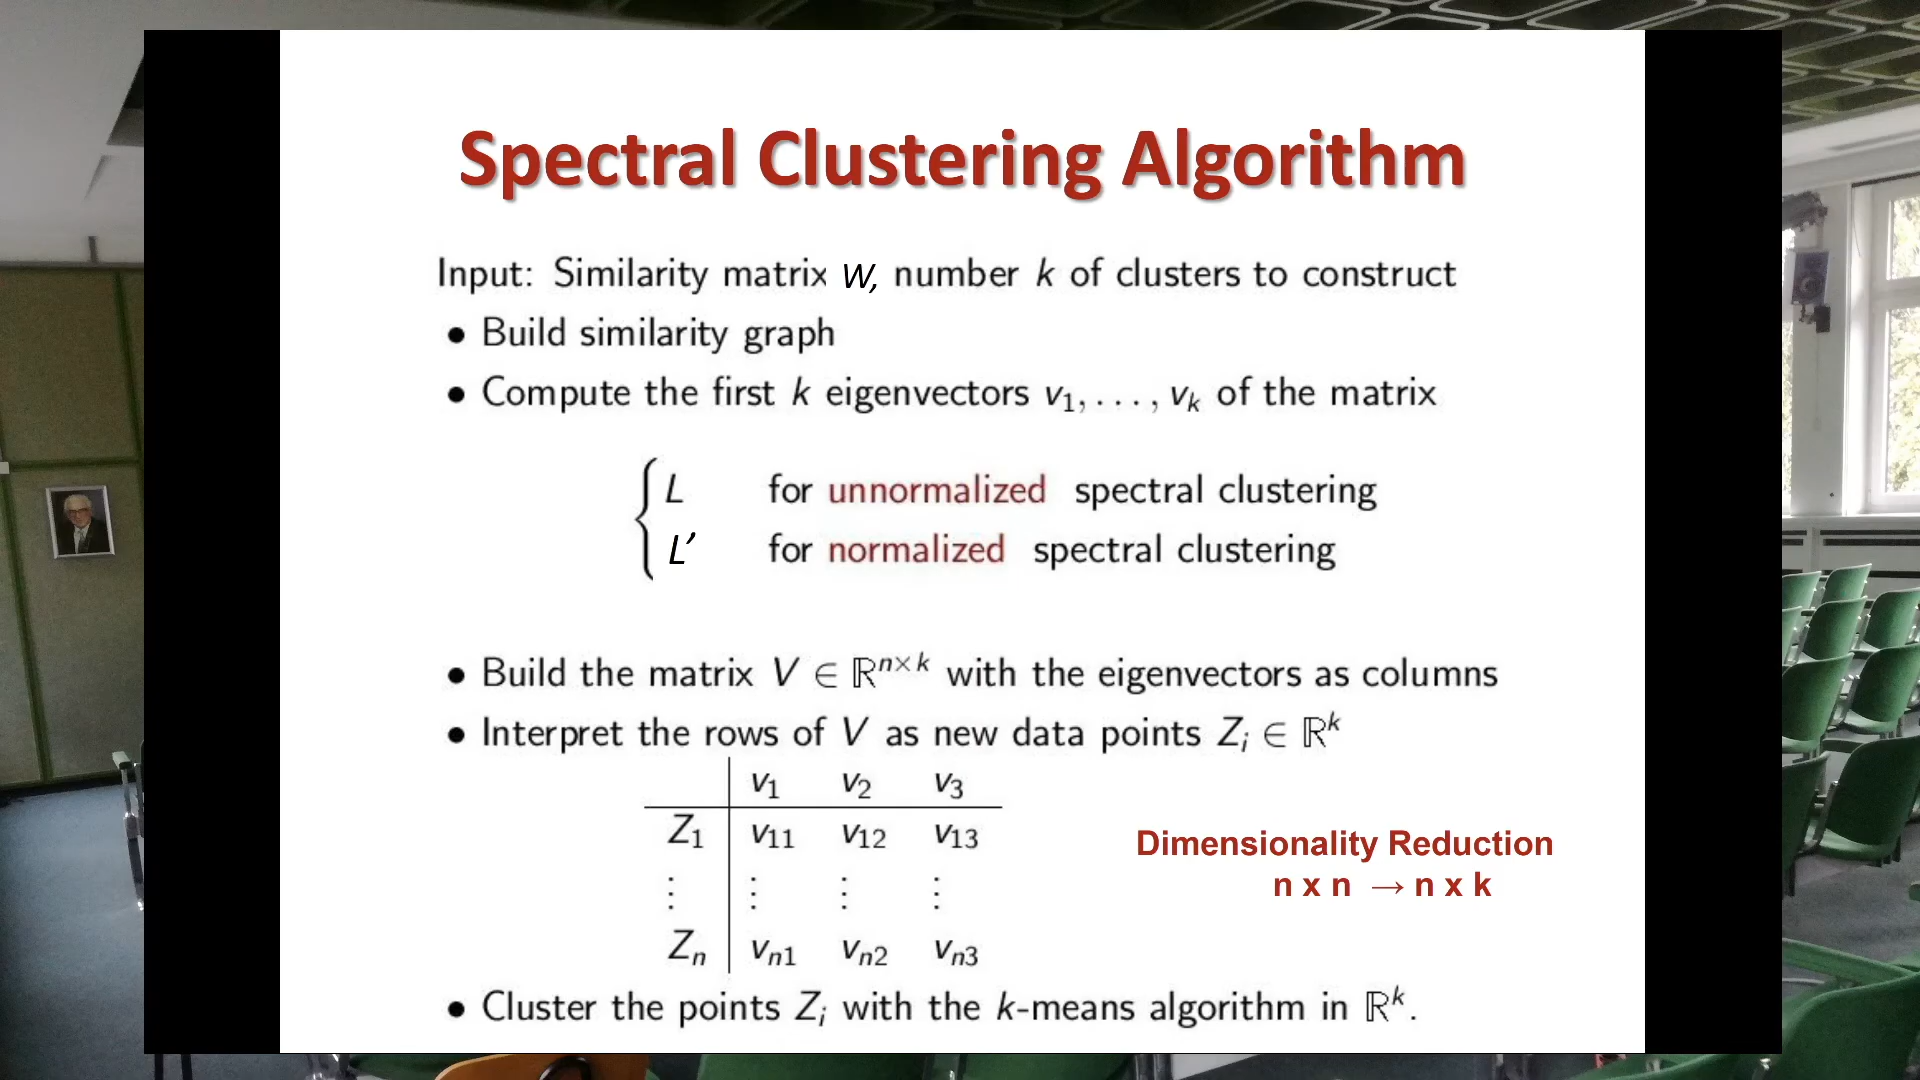 Spectral Clustering Algorithm
Input: Similarity matrix W, number k of clusters to construct
• Build similarity graph
• Compute the first k eigenvectors v₁, . . . , vₖ of the matrix
{ L for unnormalized spectral clustering
L’ for normalized spectral clustering
• Build the matrix V ∈ ℝⁿˣᵏ with the eigenvectors as columns
• Interpret the rows of V as new data points Zᵢ ∈ ℝᵏ
v₁ v₂ v₃
Z₁ v₁₁ v₁₂ v₁₃
⋮ ⋮ ⋮ ⋮
Zₙ vₙ₁ vₙ₂ vₙ₃
Dimensionality Reduction
n x n → n x k
• Cluster the points Zᵢ with the k-means algorithm in ℝᵏ.